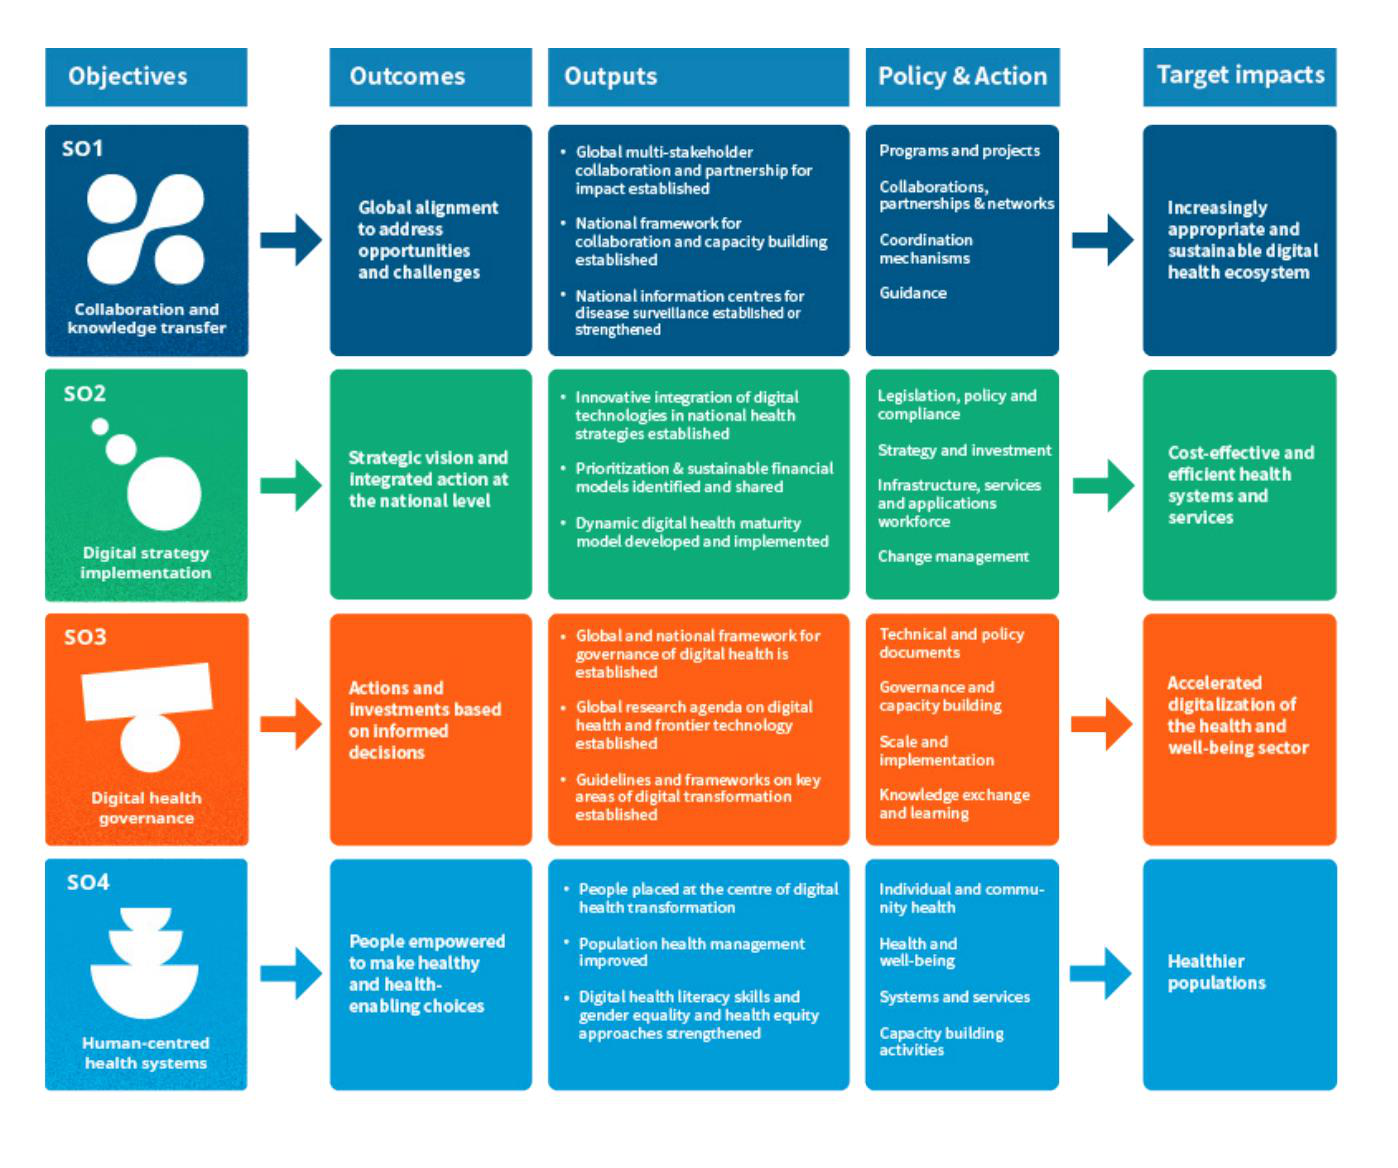 Objectives
Outcomes
Outputs
Policy & Action
Target impacts
SO1
Collaboration and
knowledge transfer
Global alignment
to address
opportunities
and challenges
• Global multi-stakeholder
collaboration and partnership for
impact established
• National framework for
collaboration and capacity building
established
• National information centres for
disease surveillance established or
strengthened
Programs and projects
Collaborations,
partnerships & networks
Coordination
mechanisms
Guidance
Increasingly
appropriate and
sustainable digital
health ecosystem
SO2
Digital strategy
implementation
Strategic vision and
integrated action at
the national level
• Innovative integration of digital
technologies in national health
strategies established
• Prioritization & sustainable financial
models identified and shared
• Dynamic digital health maturity
model developed and implemented
Legislation, policy and
compliance
Strategy and investment
Infrastructure, services
and applications
workforce
Change management
Cost-effective and
efficient health
systems and
services
SO3
Digital health
governance
Actions and
investments based
on informed
decisions
• Global and national framework for
governance of digital health is
established
• Global research agenda on digital
health and frontier technology
established
• Guidelines and frameworks on key
areas of digital transformation
established
Technical and policy
documents
Governance and
capacity building
Scale and
implementation
Knowledge exchange
and learning
Accelerated
digitalization of
the health and
well-being sector
SO4
Human-centred
health systems
People empowered
to make healthy
and health-
enabling choices
• People placed at the centre of digital
health transformation
• Population health management
improved
• Digital health literacy skills and
gender equality and health equity
approaches strengthened
Individual and commu-
nity health
Health and
well-being
Systems and services
Capacity building
activities
Healthier
populations